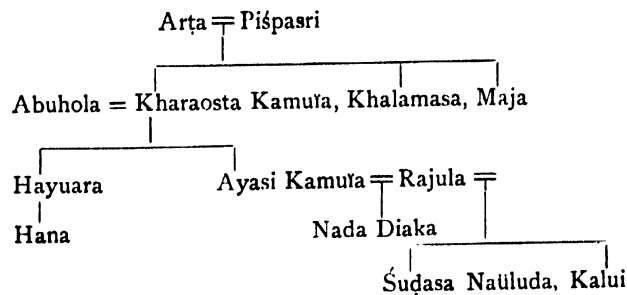 Arṭa = Piśpasri
Abuhola = Kharaosta Kamuïa, Khalamasa, Maja
Hayuara Ayasi Kamuïa = Rajula =
Hana Nada Diaka
Śuḍasa Naüluda, Kalui